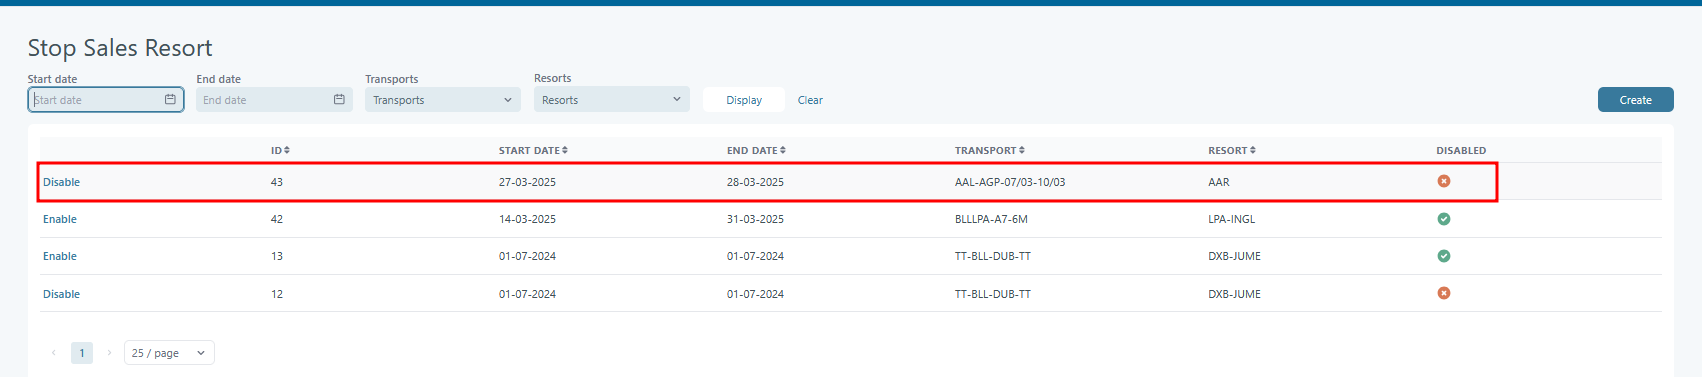 Stop Sales Resort
Start date End date Transports Resorts
Start date End date Transports Resorts Display Clear Create
ID START DATE END DATE TRANSPORT RESORT DISABLED
Disable 43 27-03-2025 28-03-2025 AAL-AGP-07/03-10/03 AAR
Enable 42 14-03-2025 31-03-2025 BLLLPA-A7-6M LPA-INGL
Enable 13 01-07-2024 01-07-2024 TT-BLL-DUB-TT DXB-JUME
Disable 12 01-07-2024 01-07-2024 TT-BLL-DUB-TT DXB-JUME
1 25 / page